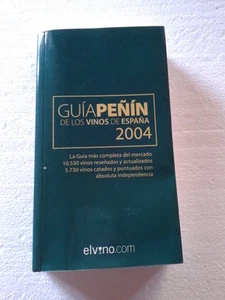 GUÍAPEÑÍN
DE LOS VINOS DE ESPAÑA
2004
La Guía más completa del mercado
10.530 vinos reseñados y actualizados
5.730 vinos catados y puntuados con
absoluta independencia
elvino.com